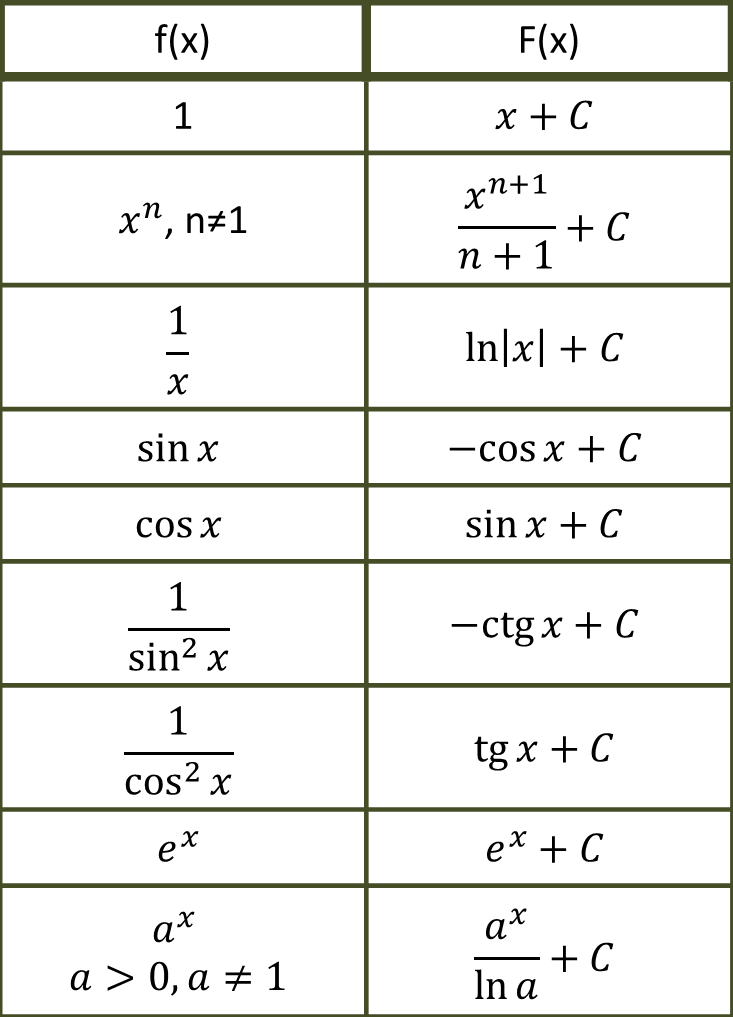 f(x) F(x)
1 x + C
xⁿ, n≠1 xⁿ⁺¹/(n + 1) + C
1/x ln|x| + C
sin x −cos x + C
cos x sin x + C
1/sin² x −ctg x + C
1/cos² x tg x + C
eˣ eˣ + C
aˣ aˣ/ln a + C
a > 0, a ≠ 1